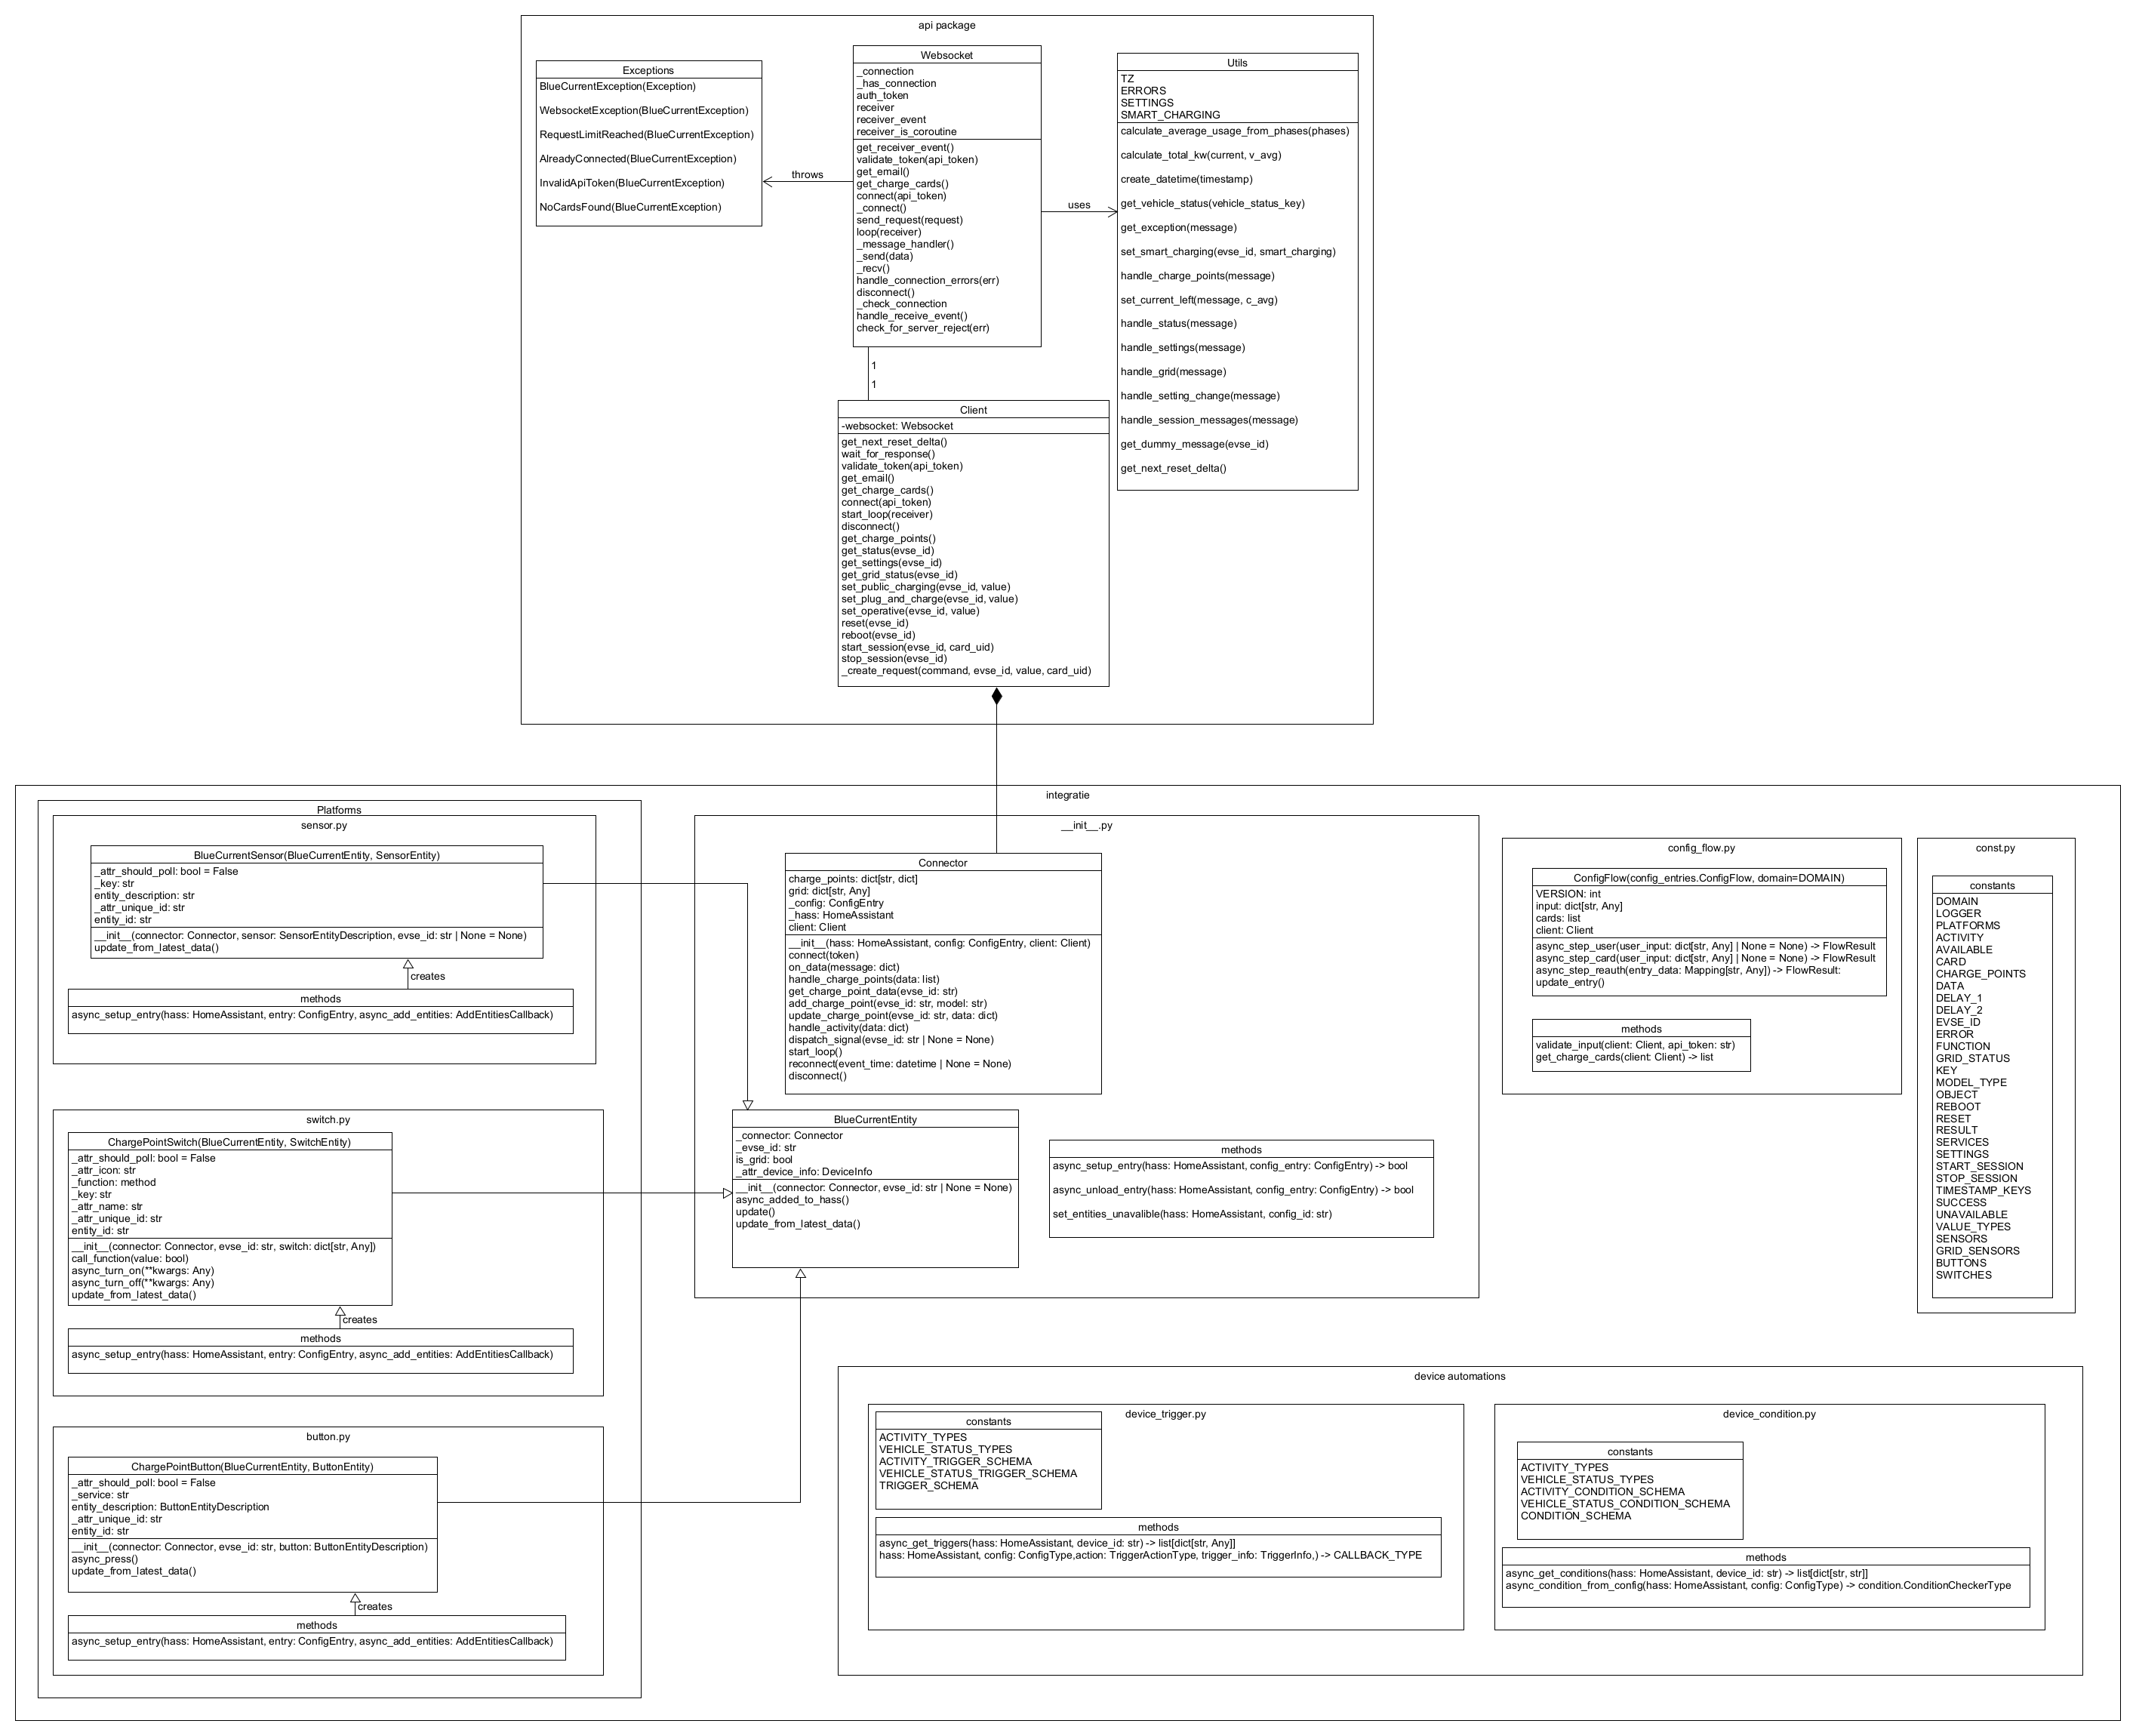 api package
Exceptions
BlueCurrentException(Exception)
WebsocketException(BlueCurrentException)
RequestLimitReached(BlueCurrentException)
AlreadyConnected(BlueCurrentException)
InvalidApiToken(BlueCurrentException)
NoCardsFound(BlueCurrentException)
throws
Websocket
_connection
_has_connection
auth_token
receiver
receiver_event
receiver_is_coroutine
get_receiver_event()
validate_token(api_token)
get_email()
get_charge_cards()
connect(api_token)
_connect()
send_request(request)
loop(receiver)
_message_handler()
_send(data)
_recv()
handle_connection_errors(err)
disconnect()
_check_connection
handle_receive_event()
check_for_server_reject(err)
uses
Utils
TZ
ERRORS
SETTINGS
SMART_CHARGING
calculate_average_usage_from_phases(phases)
calculate_total_kw(current, v_avg)
create_datetime(timestamp)
get_vehicle_status(vehicle_status_key)
get_exception(message)
set_smart_charging(evse_id, smart_charging)
handle_charge_points(message)
set_current_left(message, c_avg)
handle_status(message)
handle_settings(message)
handle_grid(message)
handle_setting_change(message)
handle_session_messages(message)
get_dummy_message(evse_id)
get_next_reset_delta()
1
1
Client
-websocket: Websocket
get_next_reset_delta()
wait_for_response()
validate_token(api_token)
get_email()
get_charge_cards()
connect(api_token)
start_loop(receiver)
disconnect()
get_charge_points()
get_status(evse_id)
get_settings(evse_id)
get_grid_status(evse_id)
set_public_charging(evse_id, value)
set_plug_and_charge(evse_id, value)
set_operative(evse_id, value)
reset(evse_id)
reboot(evse_id)
start_session(evse_id, card_uid)
stop_session(evse_id)
_create_request(command, evse_id, value, card_uid)
integratie
Platforms
sensor.py
BlueCurrentSensor(BlueCurrentEntity, SensorEntity)
_attr_should_poll: bool = False
_key: str
entity_description: str
_attr_unique_id: str
entity_id: str
__init__(connector: Connector, sensor: SensorEntityDescription, evse_id: str | None = None)
update_from_latest_data()
creates
methods
async_setup_entry(hass: HomeAssistant, entry: ConfigEntry, async_add_entities: AddEntitiesCallback)
switch.py
ChargePointSwitch(BlueCurrentEntity, SwitchEntity)
_attr_should_poll: bool = False
_attr_icon: str
_function: method
_key: str
_attr_name: str
_attr_unique_id: str
entity_id: str
__init__(connector: Connector, evse_id: str, switch: dict[str, Any])
call_function(value: bool)
async_turn_on(**kwargs: Any)
async_turn_off(**kwargs: Any)
update_from_latest_data()
creates
methods
async_setup_entry(hass: HomeAssistant, entry: ConfigEntry, async_add_entities: AddEntitiesCallback)
button.py
ChargePointButton(BlueCurrentEntity, ButtonEntity)
_attr_should_poll: bool = False
_service: str
entity_description: ButtonEntityDescription
_attr_unique_id: str
entity_id: str
__init__(connector: Connector, evse_id: str, button: ButtonEntityDescription)
async_press()
update_from_latest_data()
creates
methods
async_setup_entry(hass: HomeAssistant, entry: ConfigEntry, async_add_entities: AddEntitiesCallback)
__init__.py
Connector
charge_points: dict[str, dict]
grid: dict[str, Any]
_config: ConfigEntry
_hass: HomeAssistant
client: Client
__init__(hass: HomeAssistant, config: ConfigEntry, client: Client)
connect(token)
on_data(message: dict)
handle_charge_points(data: list)
get_charge_point_data(evse_id: str)
add_charge_point(evse_id: str, model: str)
update_charge_point(evse_id: str, data: dict)
handle_activity(data: dict)
dispatch_signal(evse_id: str | None = None)
start_loop()
reconnect(event_time: datetime | None = None)
disconnect()
BlueCurrentEntity
_connector: Connector
_evse_id: str
is_grid: bool
_attr_device_info: DeviceInfo
__init__(connector: Connector, evse_id: str | None = None)
async_added_to_hass()
update()
update_from_latest_data()
methods
async_setup_entry(hass: HomeAssistant, config_entry: ConfigEntry) -> bool
async_unload_entry(hass: HomeAssistant, config_entry: ConfigEntry) -> bool
set_entities_unavalible(hass: HomeAssistant, config_id: str)
config_flow.py
ConfigFlow(config_entries.ConfigFlow, domain=DOMAIN)
VERSION: int
input: dict[str, Any]
cards: list
client: Client
async_step_user(user_input: dict[str, Any] | None = None) -> FlowResult
async_step_card(user_input: dict[str, Any] | None = None) -> FlowResult
async_step_reauth(entry_data: Mapping[str, Any]) -> FlowResult:
update_entry()
methods
validate_input(client: Client, api_token: str)
get_charge_cards(client: Client) -> list
const.py
constants
DOMAIN
LOGGER
PLATFORMS
ACTIVITY
AVAILABLE
CARD
CHARGE_POINTS
DATA
DELAY_1
DELAY_2
EVSE_ID
ERROR
FUNCTION
GRID_STATUS
KEY
MODEL_TYPE
OBJECT
REBOOT
RESET
RESULT
SERVICES
SETTINGS
START_SESSION
STOP_SESSION
TIMESTAMP_KEYS
SUCCESS
UNAVAILABLE
VALUE_TYPES
SENSORS
GRID_SENSORS
BUTTONS
SWITCHES
device automations
device_trigger.py
constants
ACTIVITY_TYPES
VEHICLE_STATUS_TYPES
ACTIVITY_TRIGGER_SCHEMA
VEHICLE_STATUS_TRIGGER_SCHEMA
TRIGGER_SCHEMA
methods
async_get_triggers(hass: HomeAssistant, device_id: str) -> list[dict[str, Any]]
hass: HomeAssistant, config: ConfigType,action: TriggerActionType, trigger_info: TriggerInfo,) -> CALLBACK_TYPE
device_condition.py
constants
ACTIVITY_TYPES
VEHICLE_STATUS_TYPES
ACTIVITY_CONDITION_SCHEMA
VEHICLE_STATUS_CONDITION_SCHEMA
CONDITION_SCHEMA
methods
async_get_conditions(hass: HomeAssistant, device_id: str) -> list[dict[str, str]]
async_condition_from_config(hass: HomeAssistant, config: ConfigType) -> condition.ConditionCheckerType